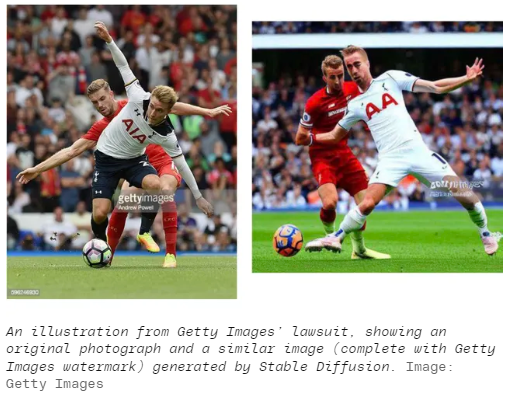 AIA
gettyimages
Andrew Powell
AA
An illustration from Getty Images' lawsuit, showing an
original photograph and a similar image (complete with Getty
Images watermark) generated by Stable Diffusion. Image:
Getty Images